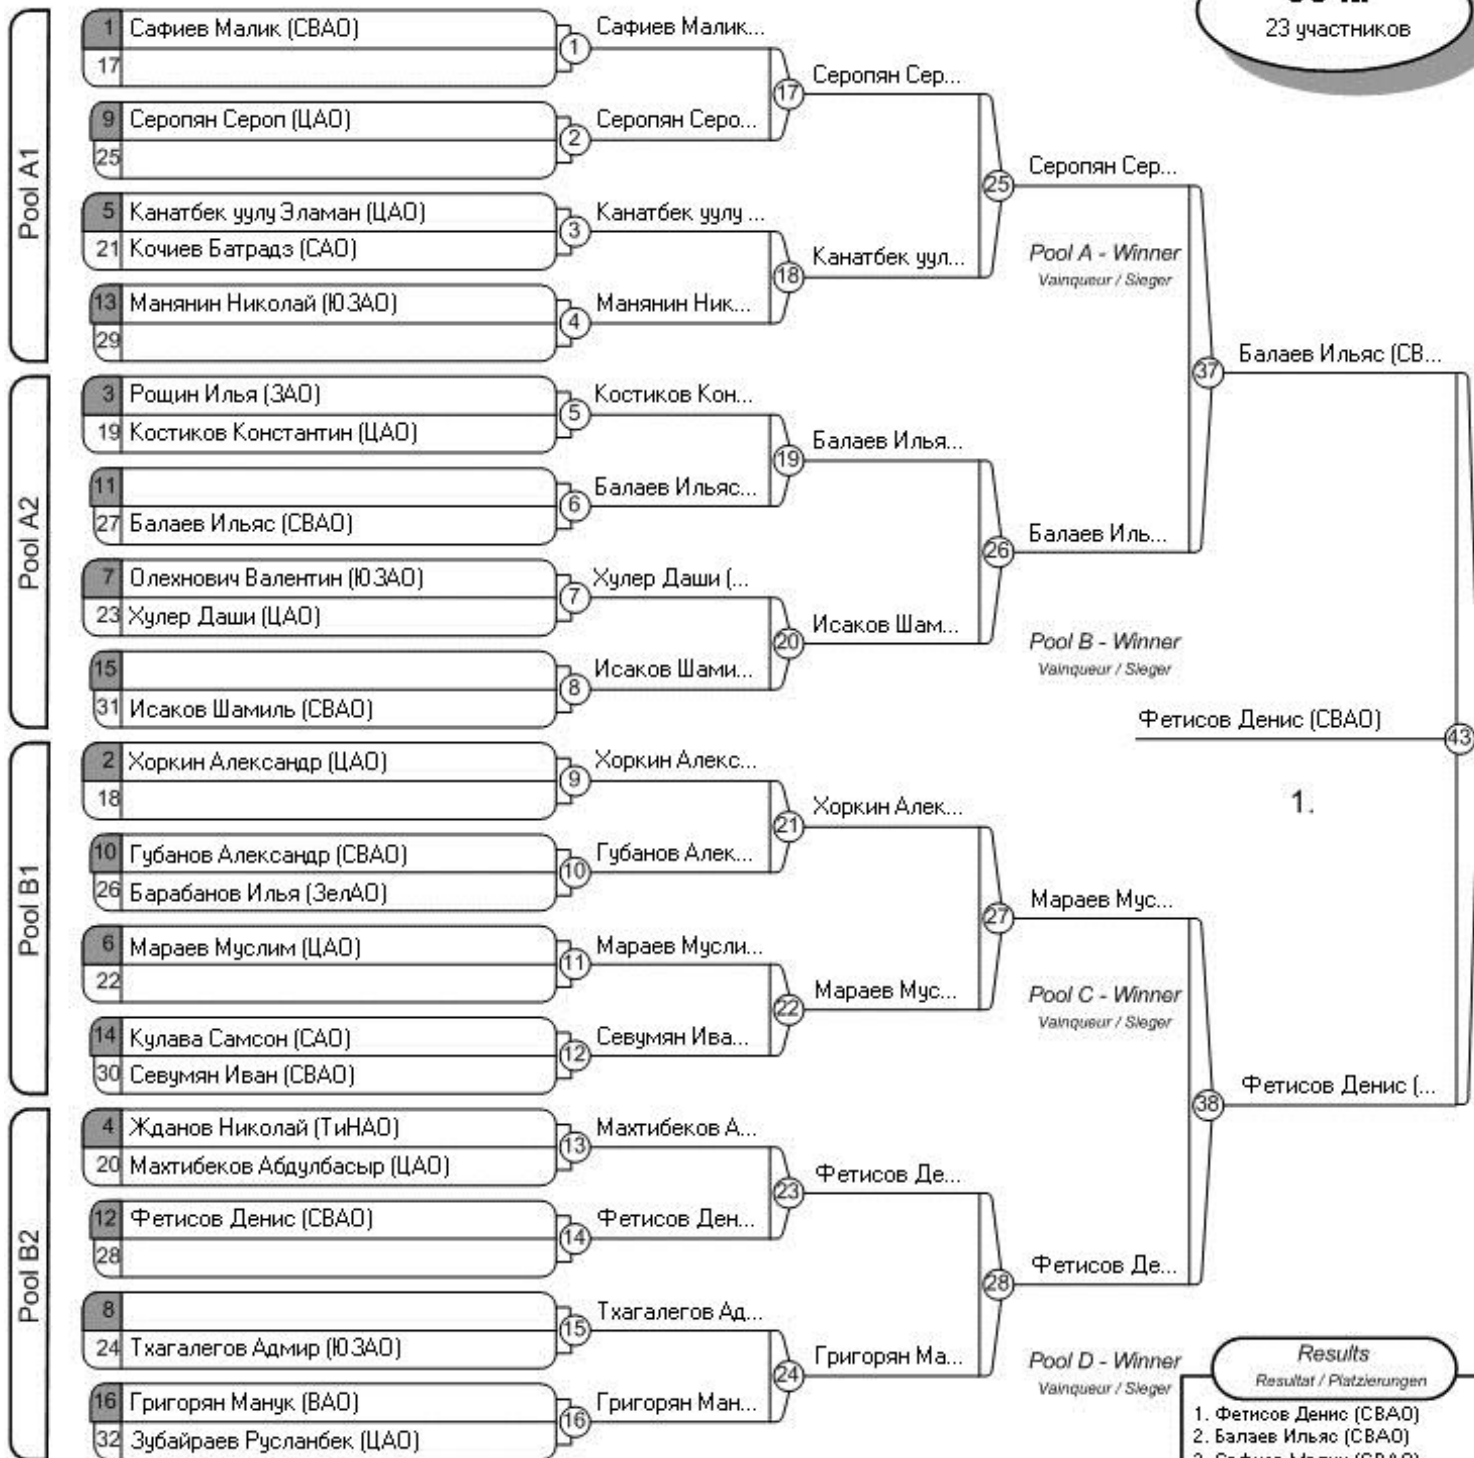 23 участников
Pool A1
1 Сафиев Малик (СВАО)
17
9 Серопян Сероп (ЦАО)
25
5 Канатбек уулу Эламан (ЦАО)
21 Кочиев Батрадз (САО)
13 Манянин Николай (ЮЗАО)
29
Pool A2
3 Рощин Илья (ЗАО)
19 Костиков Константин (ЦАО)
11
27 Балаев Ильяс (СВАО)
7 Олехнович Валентин (ЮЗАО)
23 Хулер Даши (ЦАО)
15
31 Исаков Шамиль (СВАО)
Pool B1
2 Хоркин Александр (ЦАО)
18
10 Губанов Александр (СВАО)
26 Барабанов Илья (ЗелАО)
6 Мараев Муслим (ЦАО)
22
14 Кулава Самсон (САО)
30 Севумян Иван (СВАО)
Pool B2
4 Жданов Николай (ТиНАО)
20 Махтибеков Абдулбасыр (ЦАО)
12 Фетисов Денис (СВАО)
28
8
24 Тхагалегов Адмир (ЮЗАО)
16 Григорян Манук (ВАО)
32 Зубайраев Русланбек (ЦАО)
1 Сафиев Малик...
2 Серопян Серо...
3 Канатбек уулу ...
4 Манянин Ник...
5 Костиков Кон...
6 Балаев Ильяс...
7 Хулер Даши (...
8 Исаков Шами...
9 Хоркин Алекс...
10 Губанов Алек...
11 Мараев Мусли...
12 Севумян Ива...
13 Махтибеков А...
14 Фетисов Ден...
15 Тхагалегов Ад...
16 Григорян Ман...
17 Серопян Сер...
18 Канатбек уул...
19 Балаев Илья...
20 Исаков Шам...
21 Хоркин Алек...
22 Мараев Мус...
23 Фетисов Де...
24 Григорян Ма...
25 Серопян Сер...
Pool A - Winner
Vainqueur / Sieger
26 Балаев Иль...
Pool B - Winner
Vainqueur / Sieger
27 Мараев Мус...
Pool C - Winner
Vainqueur / Sieger
28 Фетисов Де...
Pool D - Winner
Vainqueur / Sieger
37 Балаев Ильяс (СВ...
38 Фетисов Денис (...
Фетисов Денис (СВАО) 43
1.
Results
Resultat / Platzierungen
1. Фетисов Денис (СВАО)
2. Балаев Ильяс (СВАО)